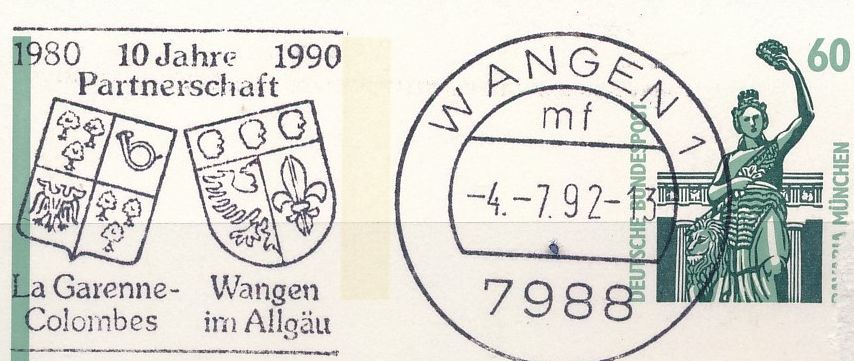 1980 10 Jahre 1990
Partnerschaft
La Garenne-
Colombes
Wangen
im Allgäu
WANGEN 1
mf
-4.-7.92-13
7988
60
DEUTSCHE BUNDESPOST
BAVARIA MÜNCHEN